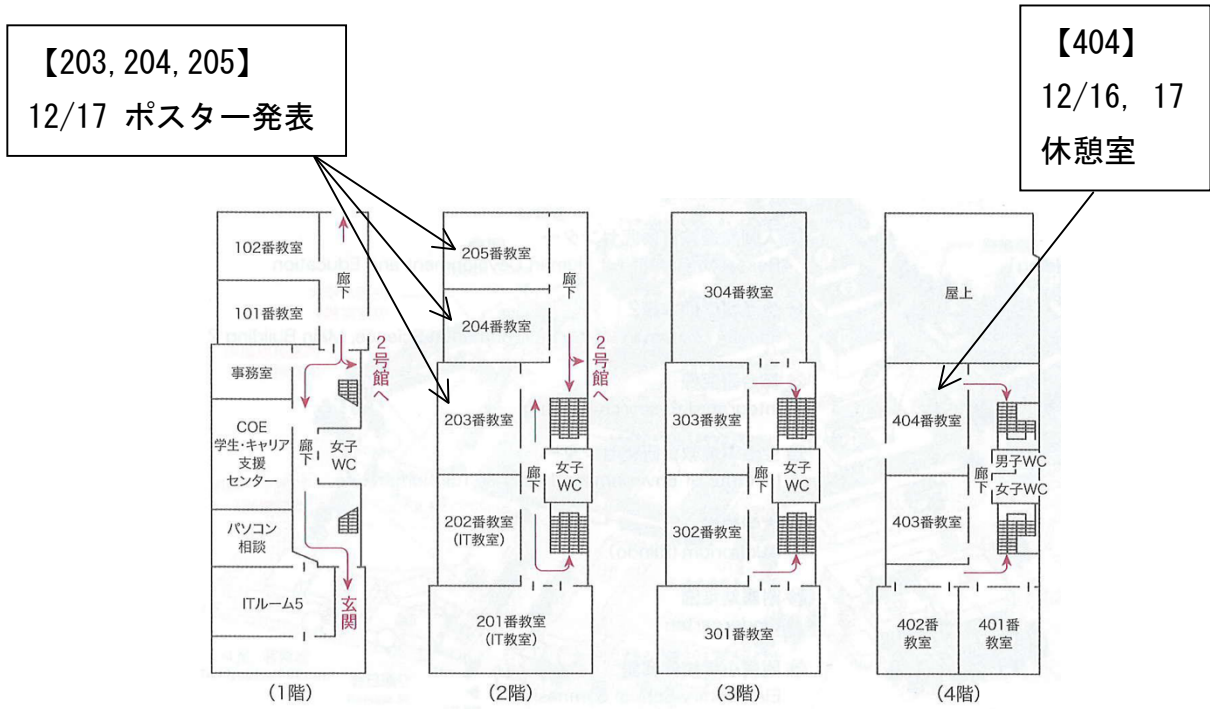 【203, 204, 205】
12/17 ポスター発表
【404】
12/16, 17
休憩室
102番教室
廊下
101番教室
2号館へ
事務室
COE
学生・キャリア
支援
センター
廊下
女子
WC
パソコン
相談
ITルーム5
玄関
(1階)
205番教室
廊下
204番教室
2号館へ
203番教室
廊下
女子
WC
202番教室
(IT教室)
201番教室
(IT教室)
(2階)
304番教室
303番教室
廊下
女子
WC
302番教室
301番教室
(3階)
屋上
404番教室
廊下
男子WC
女子WC
403番教室
402番
教室
401番
教室
(4階)